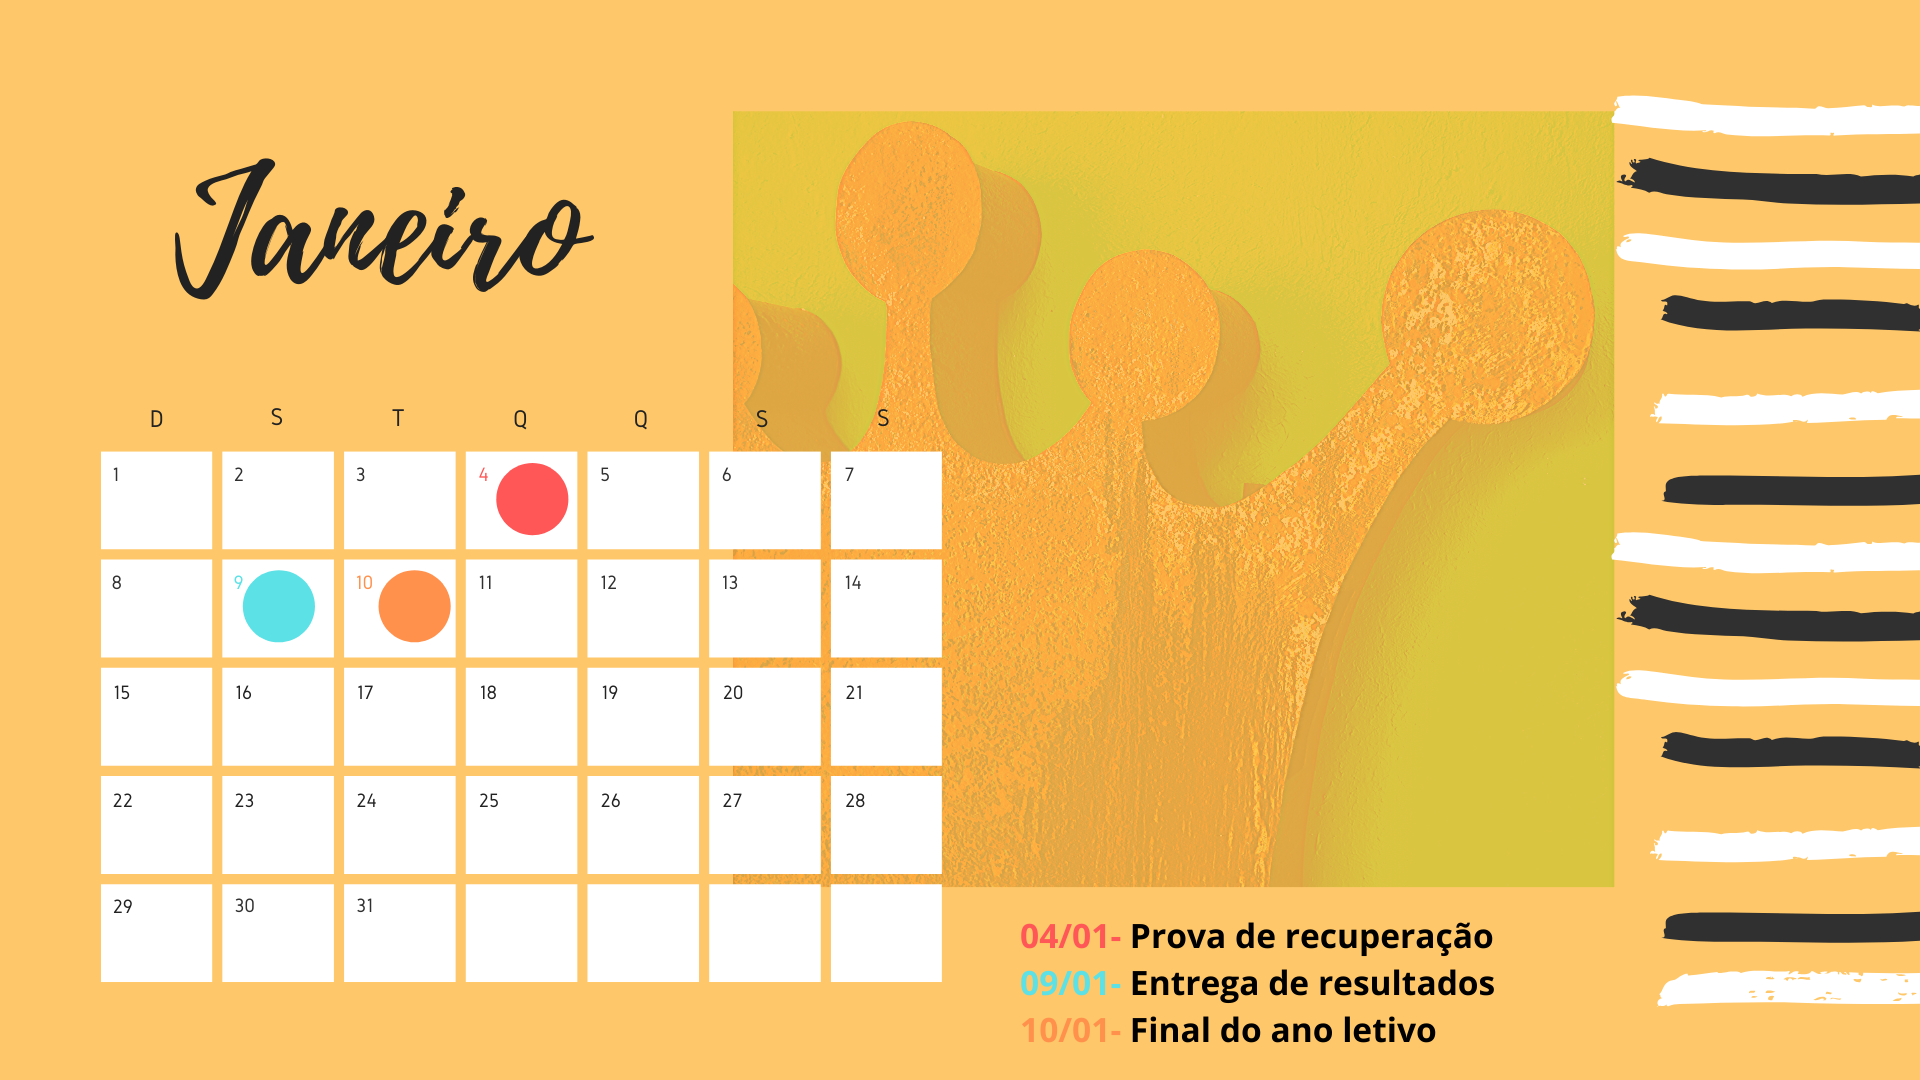 Janeiro
D S T Q Q S S
1 2 3 4 5 6 7
8 9 10 11 12 13 14
15 16 17 18 19 20 21
22 23 24 25 26 27 28
29 30 31
04/01- Prova de recuperação
09/01- Entrega de resultados
10/01- Final do ano letivo